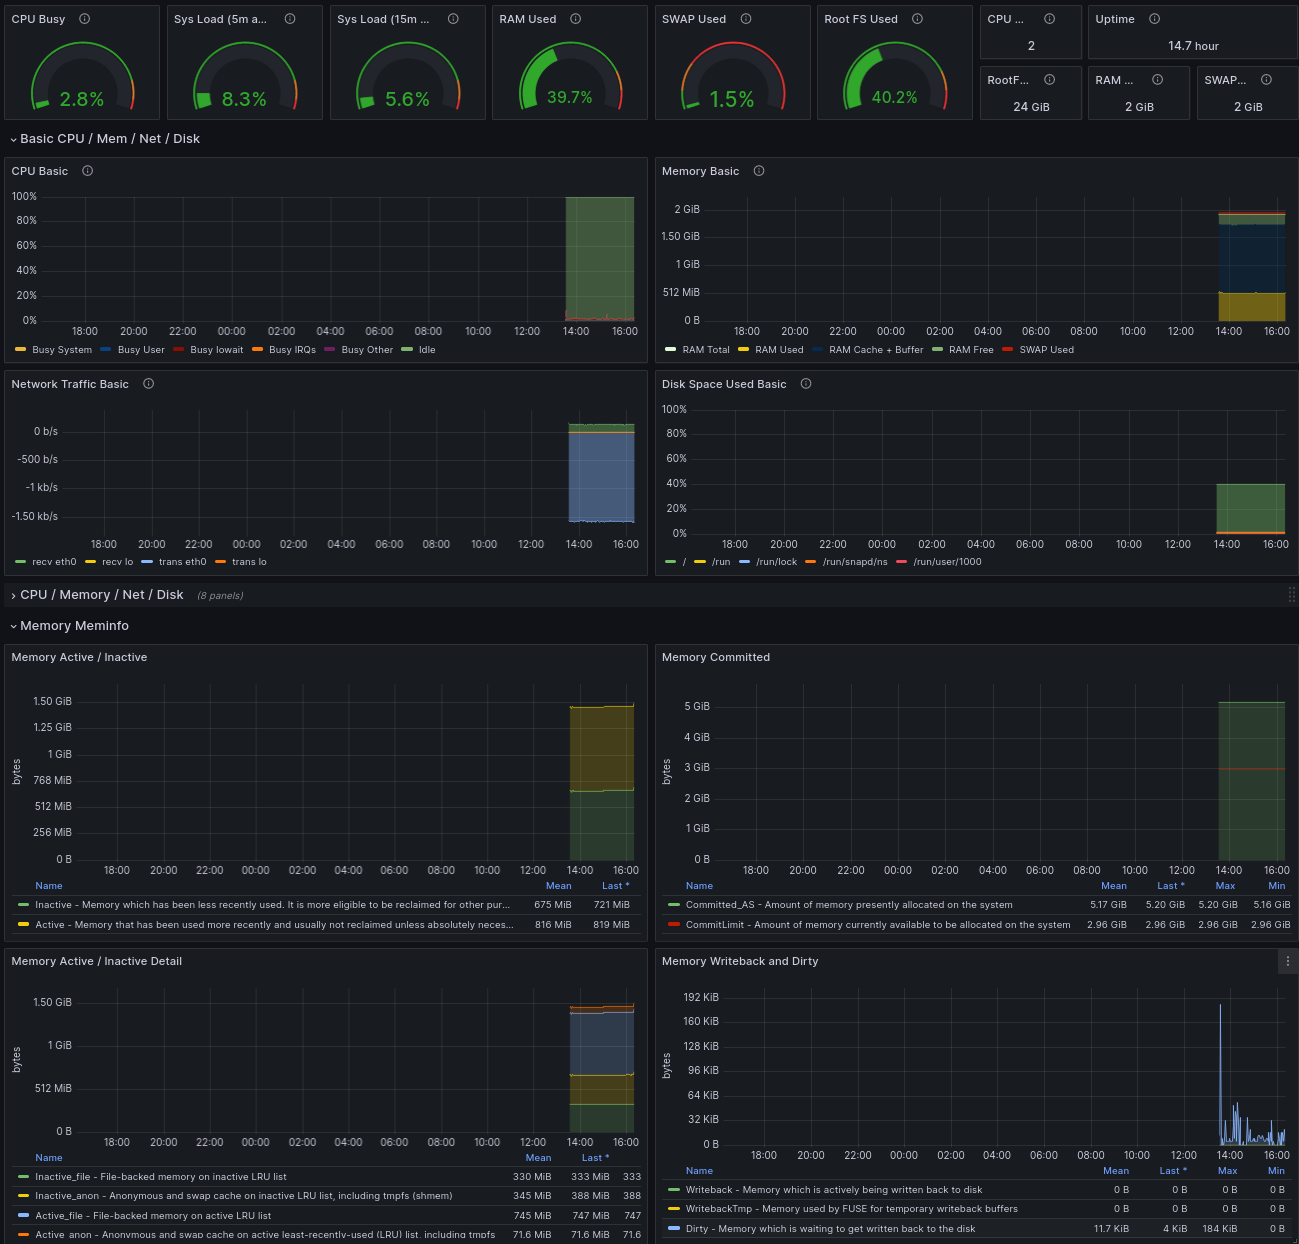 CPU Busy
Sys Load (5m a...
Sys Load (15m ...
RAM Used
SWAP Used
Root FS Used
CPU ...
Uptime
2.8%
8.3%
5.6%
39.7%
1.5%
40.2%
2
14.7 hour
RootF...
RAM ...
SWAP...
24 GiB
2 GiB
2 GiB
Basic CPU / Mem / Net / Disk
CPU Basic
100%
80%
60%
40%
20%
0%
18:00 20:00 22:00 00:00 02:00 04:00 06:00 08:00 10:00 12:00 14:00 16:00
Busy System Busy User Busy Iowait Busy IRQs Busy Other Idle
Memory Basic
2 GiB
1.50 GiB
1 GiB
512 MiB
0 B
18:00 20:00 22:00 00:00 02:00 04:00 06:00 08:00 10:00 12:00 14:00 16:00
RAM Total RAM Used RAM Cache + Buffer RAM Free SWAP Used
Network Traffic Basic
0 b/s
-500 b/s
-1 kb/s
-1.50 kb/s
18:00 20:00 22:00 00:00 02:00 04:00 06:00 08:00 10:00 12:00 14:00 16:00
recv eth0 recv lo trans eth0 trans lo
Disk Space Used Basic
100%
80%
60%
40%
20%
0%
18:00 20:00 22:00 00:00 02:00 04:00 06:00 08:00 10:00 12:00 14:00 16:00
/ /run /run/lock /run/snapd/ns /run/user/1000
CPU / Memory / Net / Disk (8 panels)
Memory Meminfo
Memory Active / Inactive
bytes
1.50 GiB
1.25 GiB
1 GiB
768 MiB
512 MiB
256 MiB
0 B
18:00 20:00 22:00 00:00 02:00 04:00 06:00 08:00 10:00 12:00 14:00 16:00
Name Mean Last *
Inactive - Memory which has been less recently used. It is more eligible to be reclaimed for other pur... 675 MiB 721 MiB
Active - Memory that has been used more recently and usually not reclaimed unless absolutely neces... 816 MiB 819 MiB
Memory Committed
bytes
5 GiB
4 GiB
3 GiB
2 GiB
1 GiB
0 B
18:00 20:00 22:00 00:00 02:00 04:00 06:00 08:00 10:00 12:00 14:00 16:00
Name Mean Last * Max Min
Committed_AS - Amount of memory presently allocated on the system 5.17 GiB 5.20 GiB 5.20 GiB 5.16 GiB
CommitLimit - Amount of memory currently available to be allocated on the system 2.96 GiB 2.96 GiB 2.96 GiB 2.96 GiB
Memory Active / Inactive Detail
bytes
1.50 GiB
1 GiB
512 MiB
0 B
18:00 20:00 22:00 00:00 02:00 04:00 06:00 08:00 10:00 12:00 14:00 16:00
Name Mean Last *
Inactive_file - File-backed memory on inactive LRU list 330 MiB 333 MiB 333
Inactive_anon - Anonymous and swap cache on inactive LRU list, including tmpfs (shmem) 345 MiB 388 MiB 388
Active_file - File-backed memory on active LRU list 745 MiB 747 MiB 747
Active_anon - Anonymous and swap cache on active least-recently-used (LRU) list, including tmpfs 71.6 MiB 71.6 MiB 71.6
Memory Writeback and Dirty
bytes
192 KiB
160 KiB
128 KiB
96 KiB
64 KiB
32 KiB
0 B
18:00 20:00 22:00 00:00 02:00 04:00 06:00 08:00 10:00 12:00 14:00 16:00
Name Mean Last * Max Min
Writeback - Memory which is actively being written back to disk 0 B 0 B 0 B 0 B
WritebackTmp - Memory used by FUSE for temporary writeback buffers 0 B 0 B 0 B 0 B
Dirty - Memory which is waiting to get written back to the disk 11.7 KiB 4 KiB 184 KiB 0 B